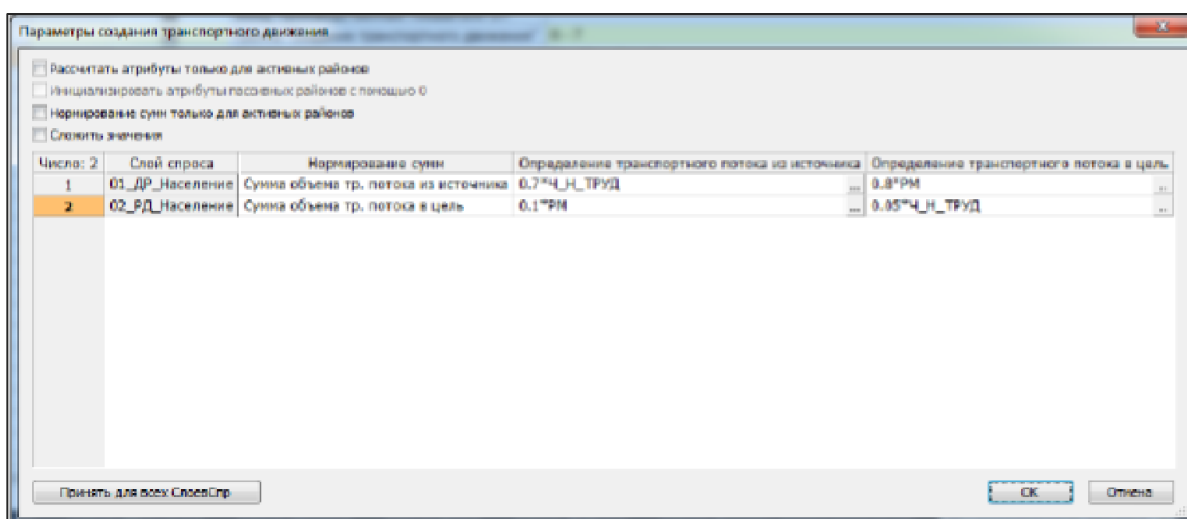 Параметры создания транспортного движения
Рассчитать атрибуты только для активных районов
Инициализировать атрибуты пассивных районов с помощью 0
Нормирование сумм только для активных районов
Сложить значения
Число: 2 Слой спроса Нормирование сумм Определение транспортного потока из источника Определение транспортного потока в цель
1 01_ДР_Население Сумма объема тр. потока из источника 0.7*Ч_Н_ТРУД ... 0.8*РМ ...
2 02_РД_Население Сумма объема тр. потока в цель 0.1*РМ ... 0.05*Ч_Н_ТРУД ...
Принять для всех СлоевСпр ОК Отмена